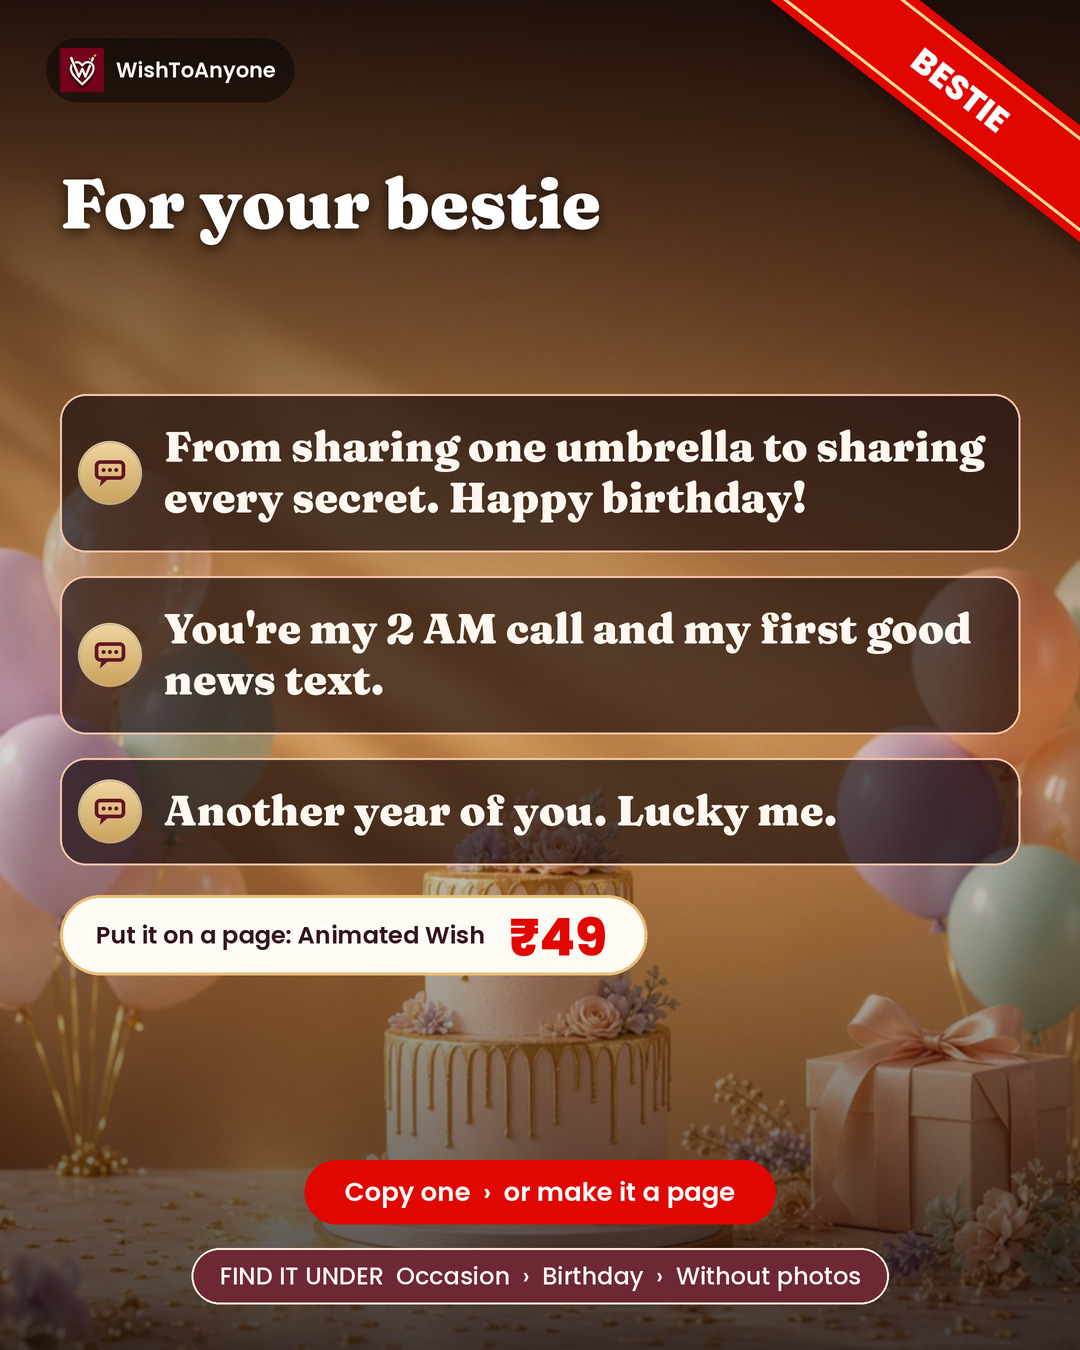 WishToAnyone
BESTIE
For your bestie
From sharing one umbrella to sharing
every secret. Happy birthday!
You're my 2 AM call and my first good
news text.
Another year of you. Lucky me.
Put it on a page: Animated Wish ₹49
Copy one › or make it a page
FIND IT UNDER Occasion › Birthday › Without photos